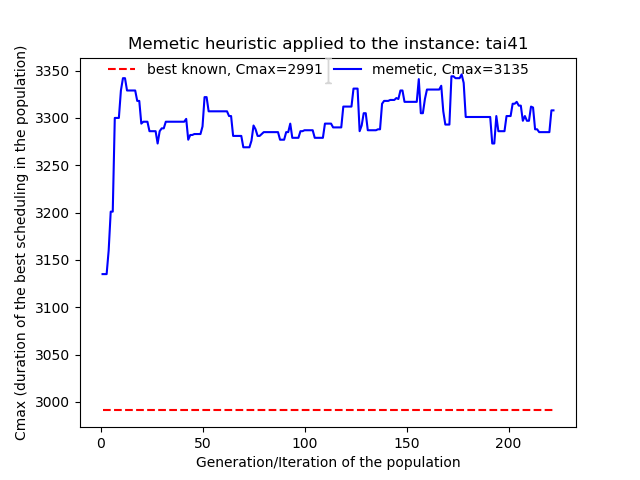 Memetic heuristic applied to the instance: tai41
best known, Cmax=2991 memetic, Cmax=3135
Cmax (duration of the best scheduling in the population)
3350
3300
3250
3200
3150
3100
3050
3000
0 50 100 150 200
Generation/Iteration of the population